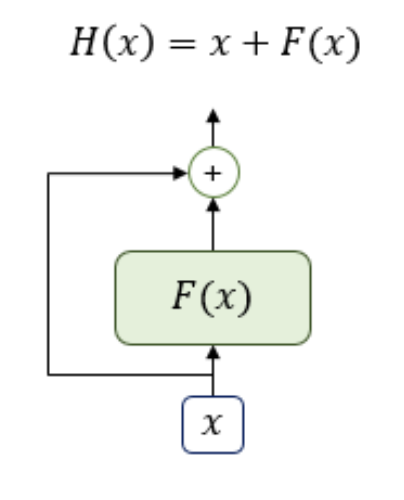 H(x) = x + F(x)
+
F(x)
x